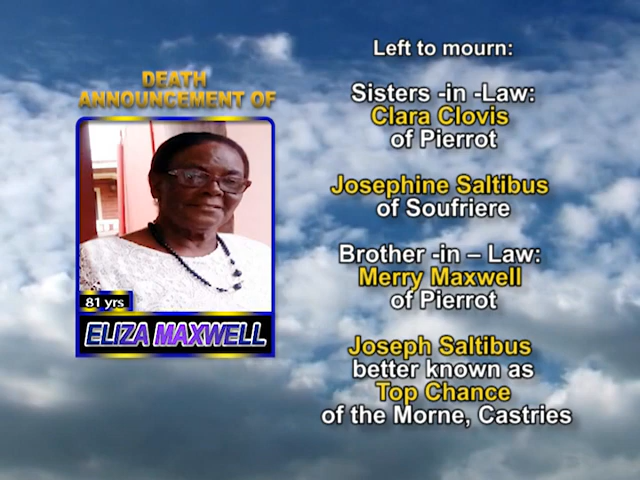 DEATH
ANNOUNCEMENT OF
81 yrs
ELIZA MAXWELL
Left to mourn:
Sisters -in -Law:
Clara Clovis
of Pierrot
Josephine Saltibus
of Soufriere
Brother -in – Law:
Merry Maxwell
of Pierrot
Joseph Saltibus
better known as
Top Chance
of the Morne, Castries